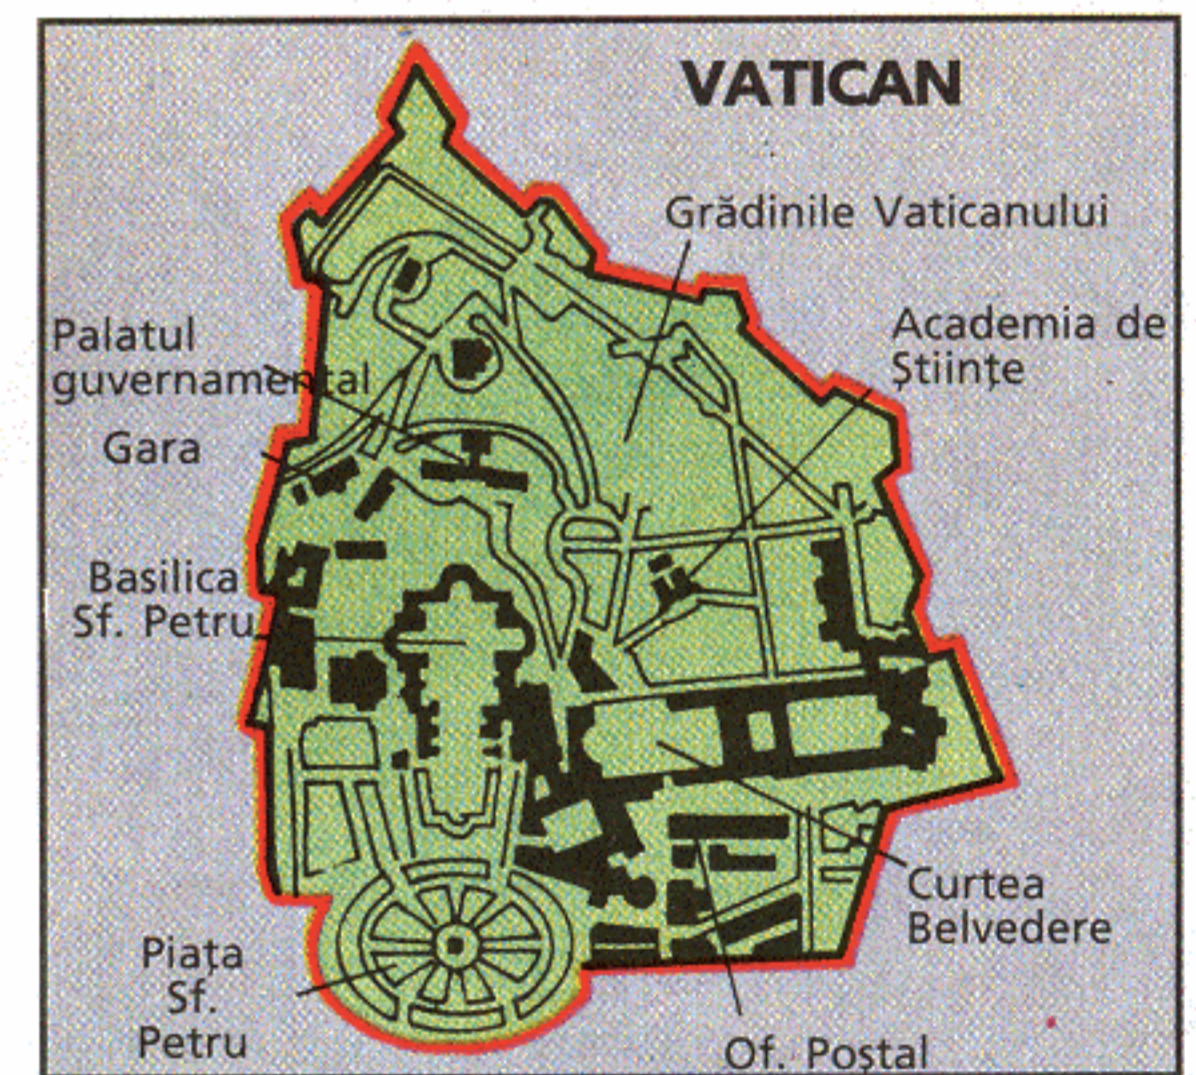 VATICAN
Grădinile Vaticanului
Academia de
Științe
Palatul
guvernamental
Gara
Basilica
Sf. Petru
Curtea
Belvedere
Piața
Sf.
Petru
Of. Poștal